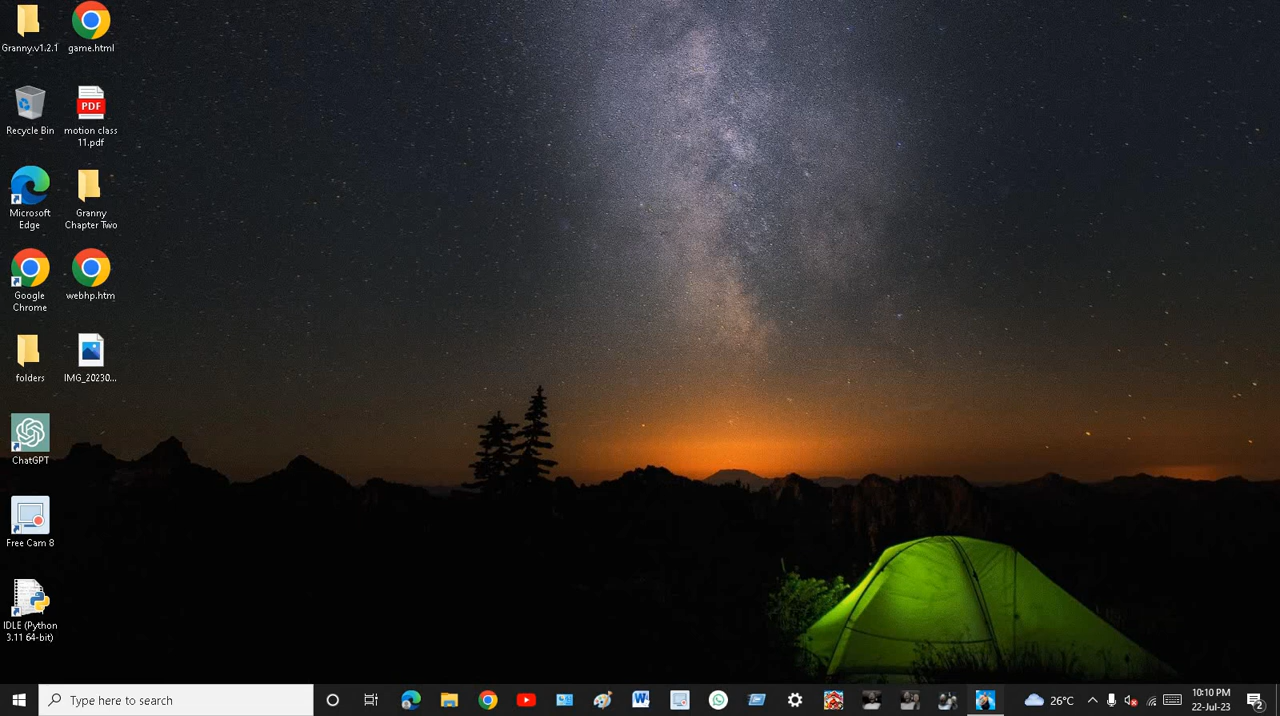 Granny.v1.2.1
game.html
Recycle Bin
PDF
motion class
11.pdf
Microsoft
Edge
Granny
Chapter Two
Google
Chrome
webhp.htm
folders
IMG_20230...
ChatGPT
Free Cam 8
IDLE (Python
3.11 64-bit)
Type here to search
26°C
10:10 PM
22-Jul-23
2